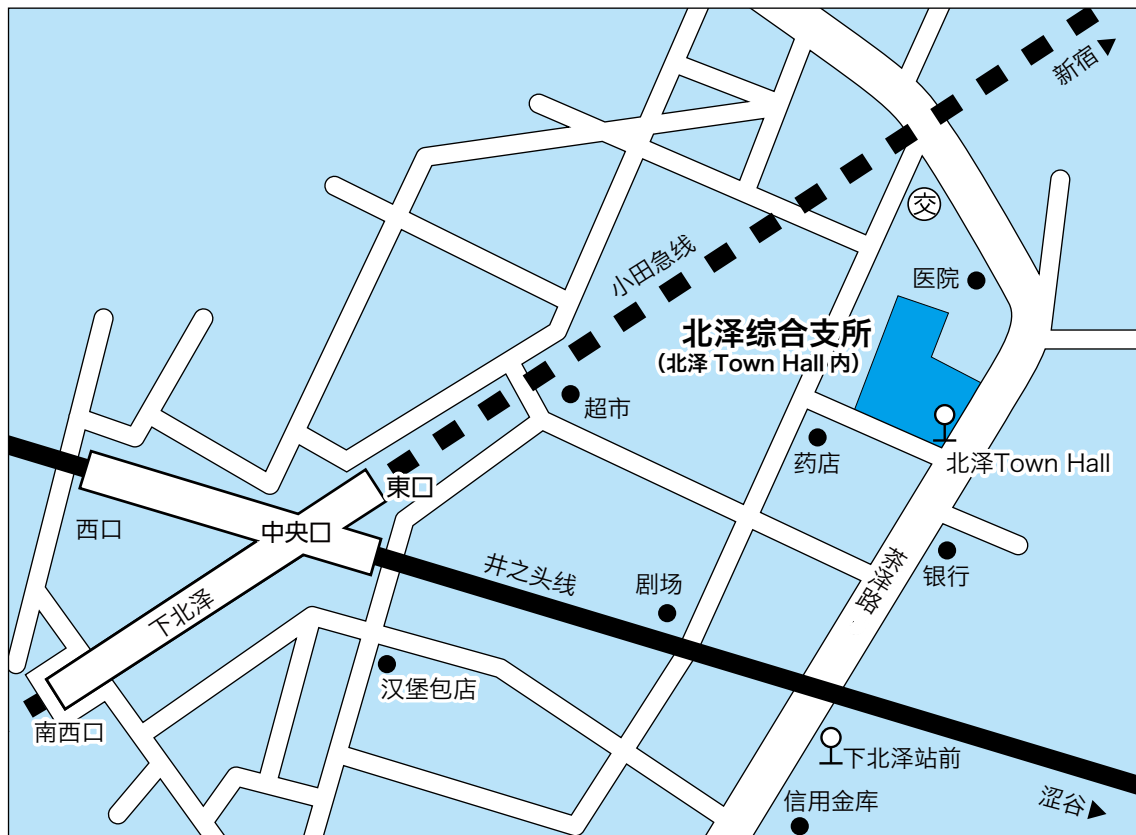 新宿
交
小田急线
医院
北泽综合支所
（北泽 Town Hall 内）
超市
药店
北泽Town Hall
東口
西口
中央口
井之头线
剧场
茶泽路
银行
下北泽
汉堡包店
南西口
下北泽站前
信用金库
涩谷